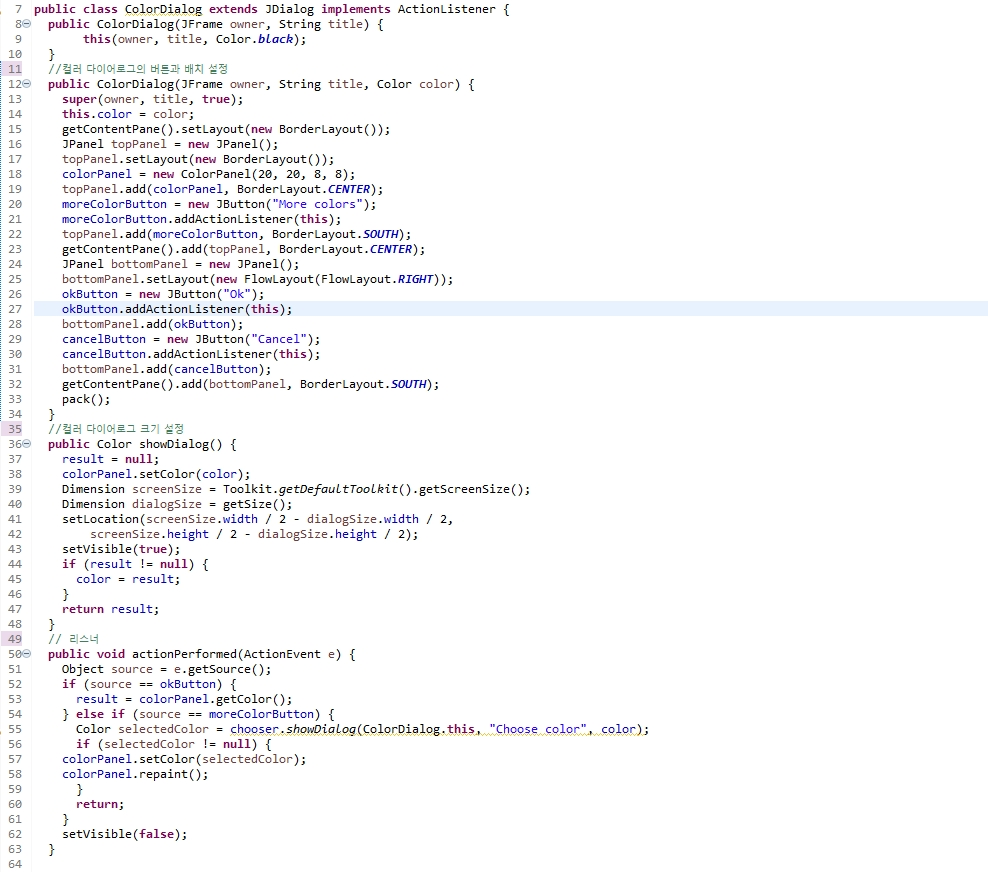 7 public class ColorDialog extends JDialog implements ActionListener {
8 public ColorDialog(JFrame owner, String title) {
9 this(owner, title, Color.black);
10 }
11 //컬러 다이어로그의 버튼과 배치 설정
12 public ColorDialog(JFrame owner, String title, Color color) {
13 super(owner, title, true);
14 this.color = color;
15 getContentPane().setLayout(new BorderLayout());
16 JPanel topPanel = new JPanel();
17 topPanel.setLayout(new BorderLayout());
18 colorPanel = new ColorPanel(20, 20, 8, 8);
19 topPanel.add(colorPanel, BorderLayout.CENTER);
20 moreColorButton = new JButton("More colors");
21 moreColorButton.addActionListener(this);
22 topPanel.add(moreColorButton, BorderLayout.SOUTH);
23 getContentPane().add(topPanel, BorderLayout.CENTER);
24 JPanel bottomPanel = new JPanel();
25 bottomPanel.setLayout(new FlowLayout(FlowLayout.RIGHT));
26 okButton = new JButton("Ok");
27 okButton.addActionListener(this);
28 bottomPanel.add(okButton);
29 cancelButton = new JButton("Cancel");
30 cancelButton.addActionListener(this);
31 bottomPanel.add(cancelButton);
32 getContentPane().add(bottomPanel, BorderLayout.SOUTH);
33 pack();
34 }
35 //컬러 다이어로그 크기 설정
36 public Color showDialog() {
37 result = null;
38 colorPanel.setColor(color);
39 Dimension screenSize = Toolkit.getDefaultToolkit().getScreenSize();
40 Dimension dialogSize = getSize();
41 setLocation(screenSize.width / 2 - dialogSize.width / 2,
42 screenSize.height / 2 - dialogSize.height / 2);
43 setVisible(true);
44 if (result != null) {
45 color = result;
46 }
47 return result;
48 }
49 // 리스너
50 public void actionPerformed(ActionEvent e) {
51 Object source = e.getSource();
52 if (source == okButton) {
53 result = colorPanel.getColor();
54 } else if (source == moreColorButton) {
55 Color selectedColor = chooser.showDialog(ColorDialog.this, "Choose color", color);
56 if (selectedColor != null) {
57 colorPanel.setColor(selectedColor);
58 colorPanel.repaint();
59 }
60 return;
61 }
62 setVisible(false);
63 }
64